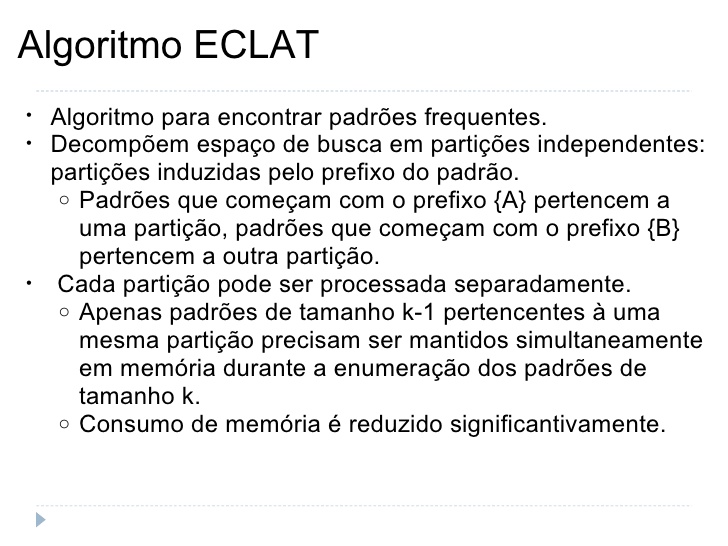 Algoritmo ECLAT
• Algoritmo para encontrar padrões frequentes.
• Decompõem espaço de busca em partições independentes:
partições induzidas pelo prefixo do padrão.
○ Padrões que começam com o prefixo {A} pertencem a
uma partição, padrões que começam com o prefixo {B}
pertencem a outra partição.
• Cada partição pode ser processada separadamente.
○ Apenas padrões de tamanho k-1 pertencentes à uma
mesma partição precisam ser mantidos simultaneamente
em memória durante a enumeração dos padrões de
tamanho k.
○ Consumo de memória é reduzido significantivamente.